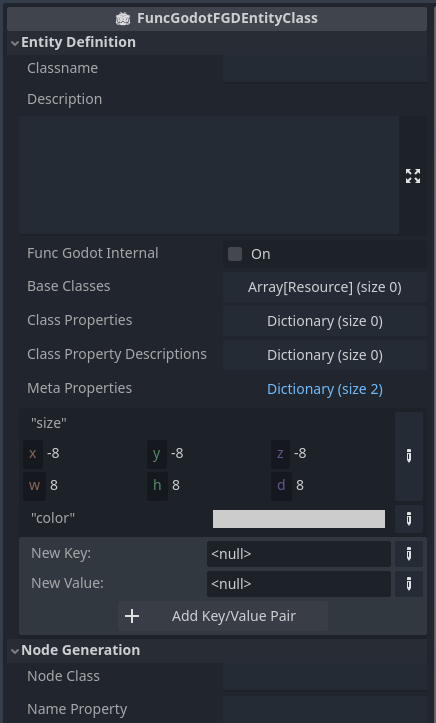 FuncGodotFGDEntityClass
Entity Definition
Classname
Description
Func Godot Internal On
Base Classes Array[Resource] (size 0)
Class Properties Dictionary (size 0)
Class Property Descriptions Dictionary (size 0)
Meta Properties Dictionary (size 2)
"size"
x -8 y -8 z -8
w 8 h 8 d 8
"color"
New Key: <null>
New Value: <null>
Add Key/Value Pair
Node Generation
Node Class
Name Property